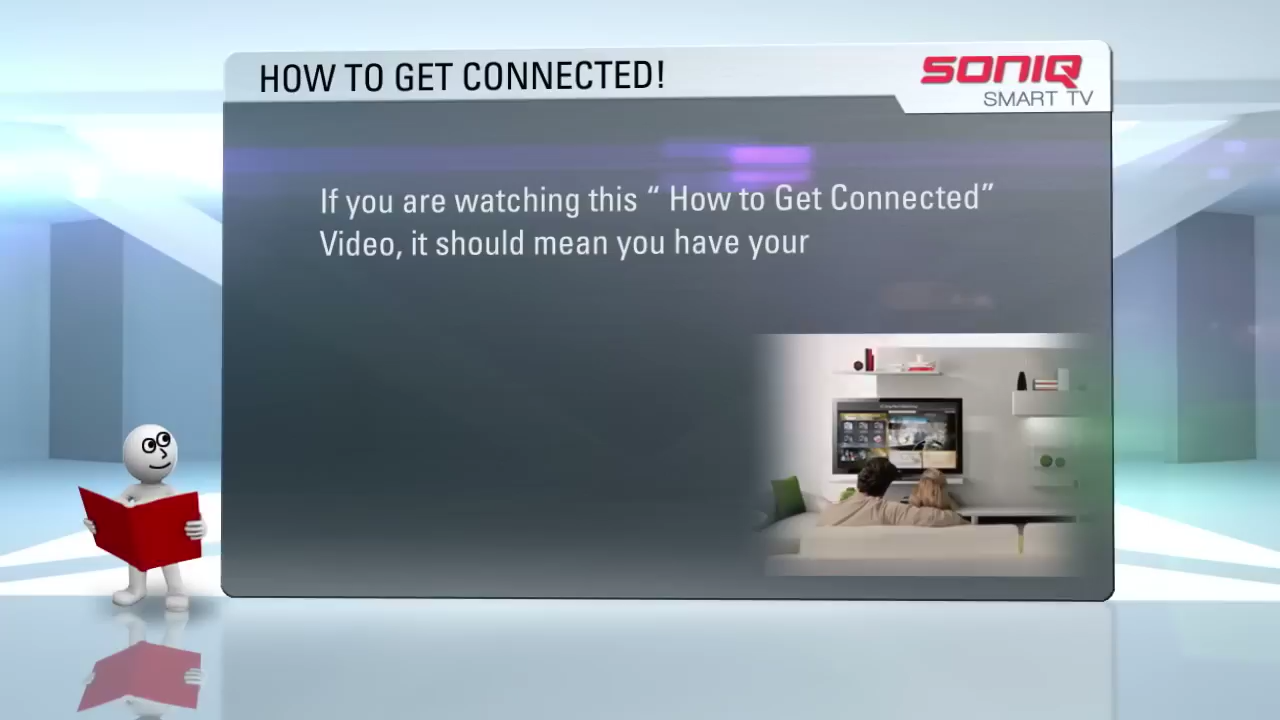 HOW TO GET CONNECTED!
SONIQ
SMART TV
If you are watching this “ How to Get Connected”
Video, it should mean you have your